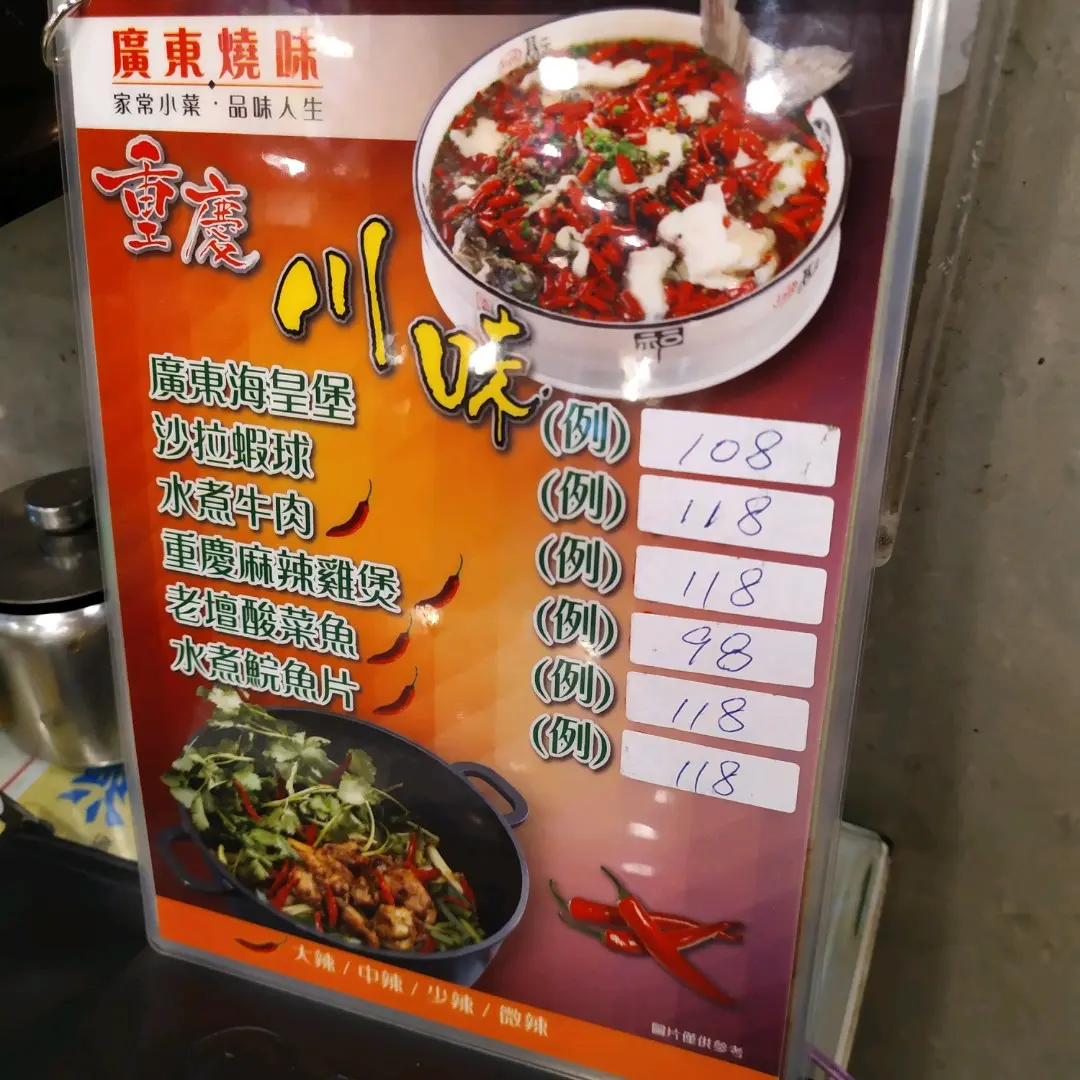 廣東燒味
家常小菜·品味人生
重慶
川味
廣東海皇堡 (例) 108
沙拉蝦球 (例) 118
水煮牛肉 (例) 118
重慶麻辣雞煲 (例) 98
老壇酸菜魚 (例) 118
水煮鯇魚片 (例) 118
大辣 / 中辣 / 少辣 / 微辣
圖片僅供參考